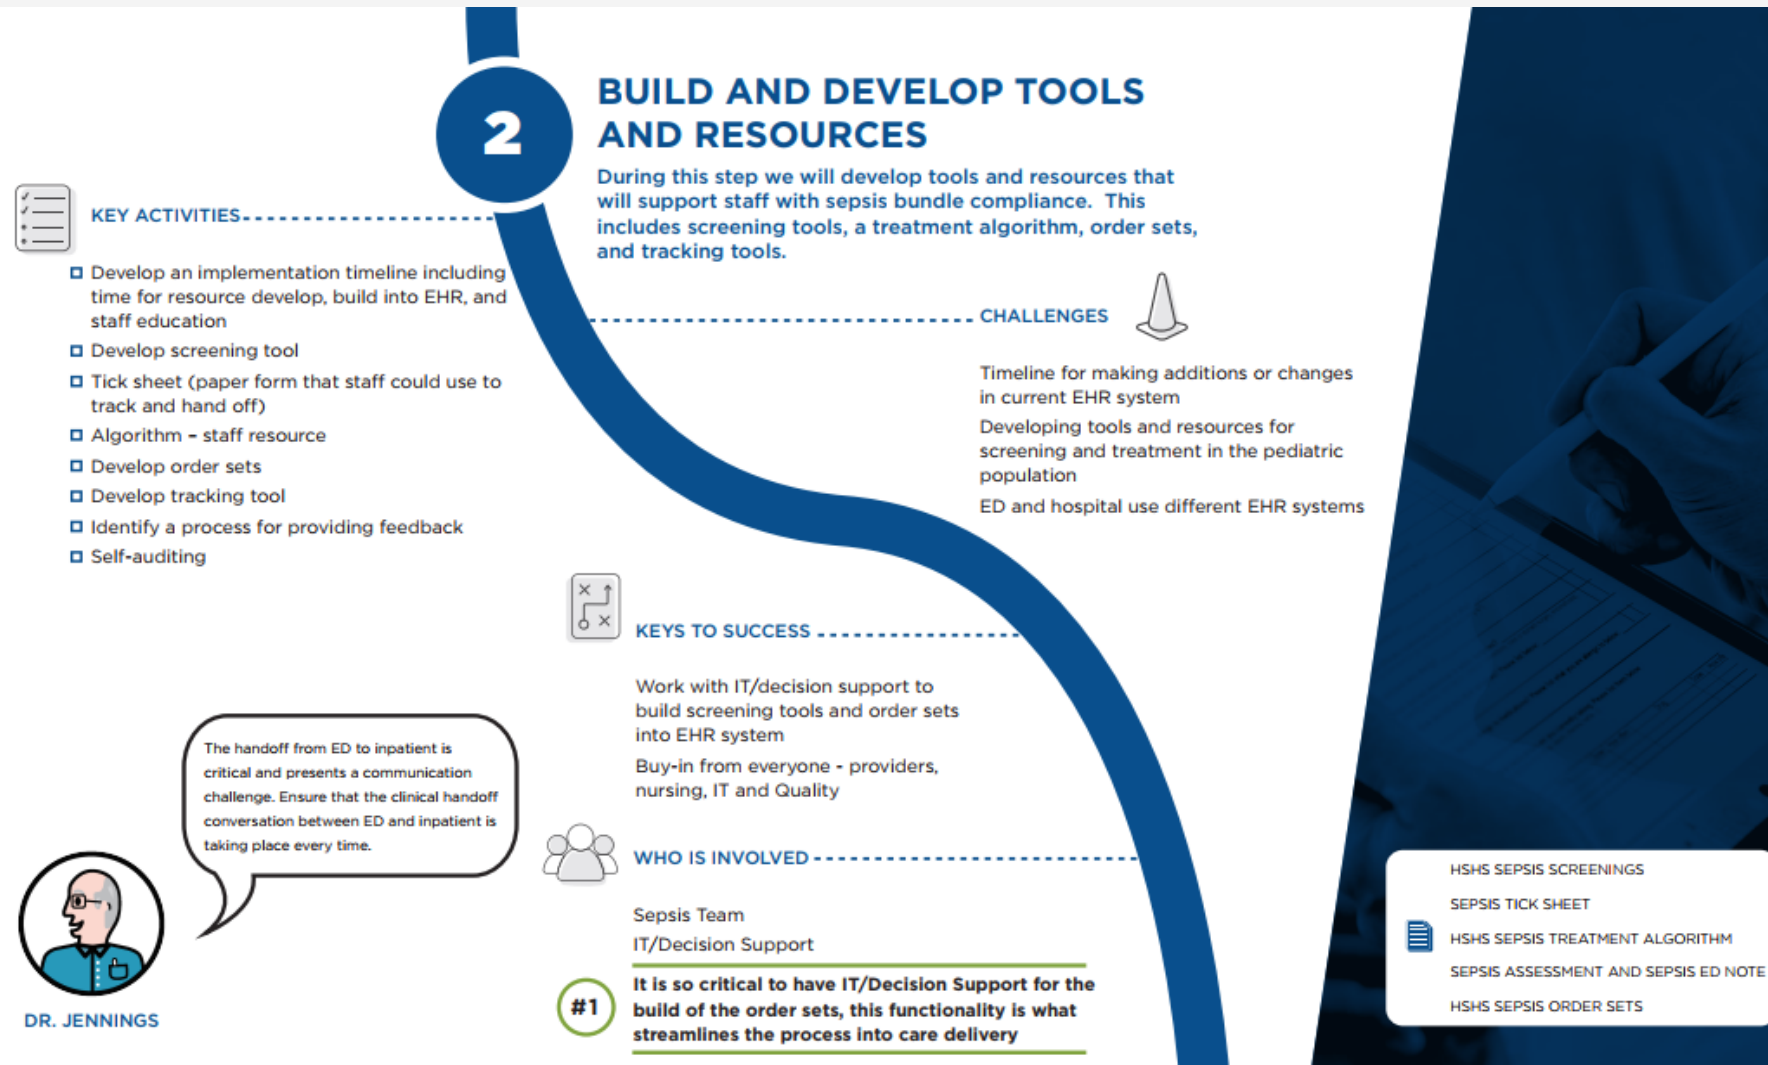 2
BUILD AND DEVELOP TOOLS
AND RESOURCES
During this step we will develop tools and resources that
will support staff with sepsis bundle compliance. This
includes screening tools, a treatment algorithm, order sets,
and tracking tools.
KEY ACTIVITIES
Develop an implementation timeline including
time for resource develop, build into EHR, and
staff education
Develop screening tool
Tick sheet (paper form that staff could use to
track and hand off)
Algorithm – staff resource
Develop order sets
Develop tracking tool
Identify a process for providing feedback
Self-auditing
CHALLENGES
Timeline for making additions or changes
in current EHR system
Developing tools and resources for
screening and treatment in the pediatric
population
ED and hospital use different EHR systems
KEYS TO SUCCESS
Work with IT/decision support to
build screening tools and order sets
into EHR system
Buy-in from everyone - providers,
nursing, IT and Quality
The handoff from ED to inpatient is
critical and presents a communication
challenge. Ensure that the clinical handoff
conversation between ED and inpatient is
taking place every time.
DR. JENNINGS
WHO IS INVOLVED
Sepsis Team
IT/Decision Support
#1
It is so critical to have IT/Decision Support for the
build of the order sets, this functionality is what
streamlines the process into care delivery
HSHS SEPSIS SCREENINGS
SEPSIS TICK SHEET
HSHS SEPSIS TREATMENT ALGORITHM
SEPSIS ASSESSMENT AND SEPSIS ED NOTE
HSHS SEPSIS ORDER SETS